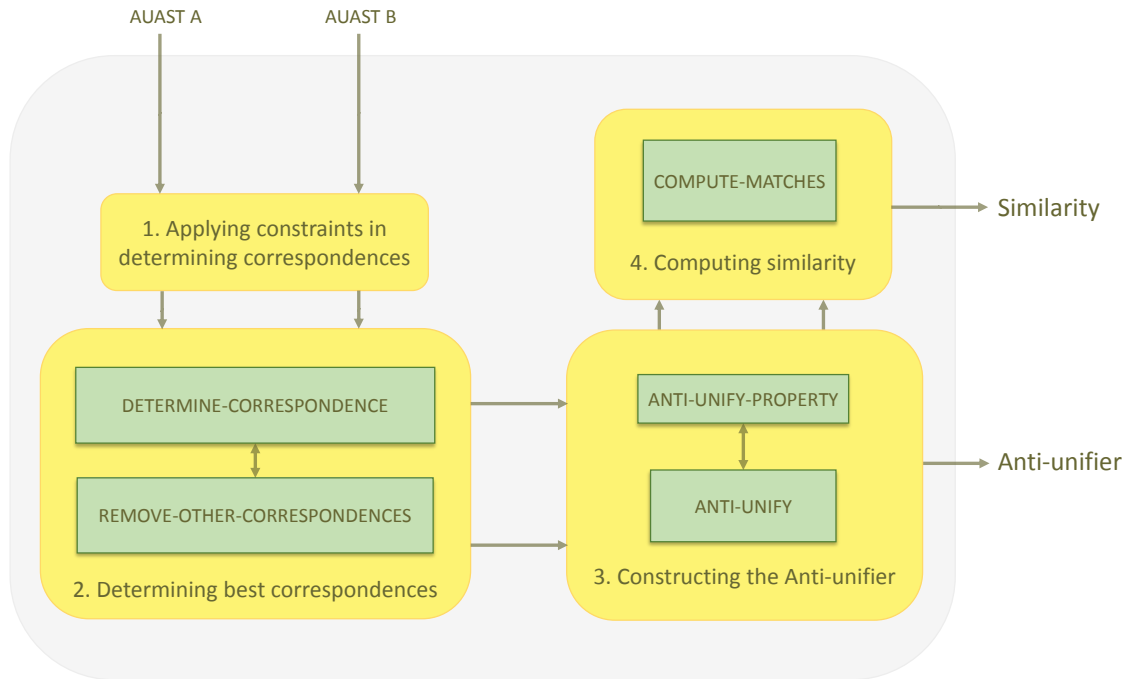 AUAST A
AUAST B
1. Applying constraints in
determining correspondences
DETERMINE-CORRESPONDENCE
REMOVE-OTHER-CORRESPONDENCES
2. Determining best correspondences
ANTI-UNIFY-PROPERTY
ANTI-UNIFY
3. Constructing the Anti-unifier
COMPUTE-MATCHES
4. Computing similarity
Similarity
Anti-unifier